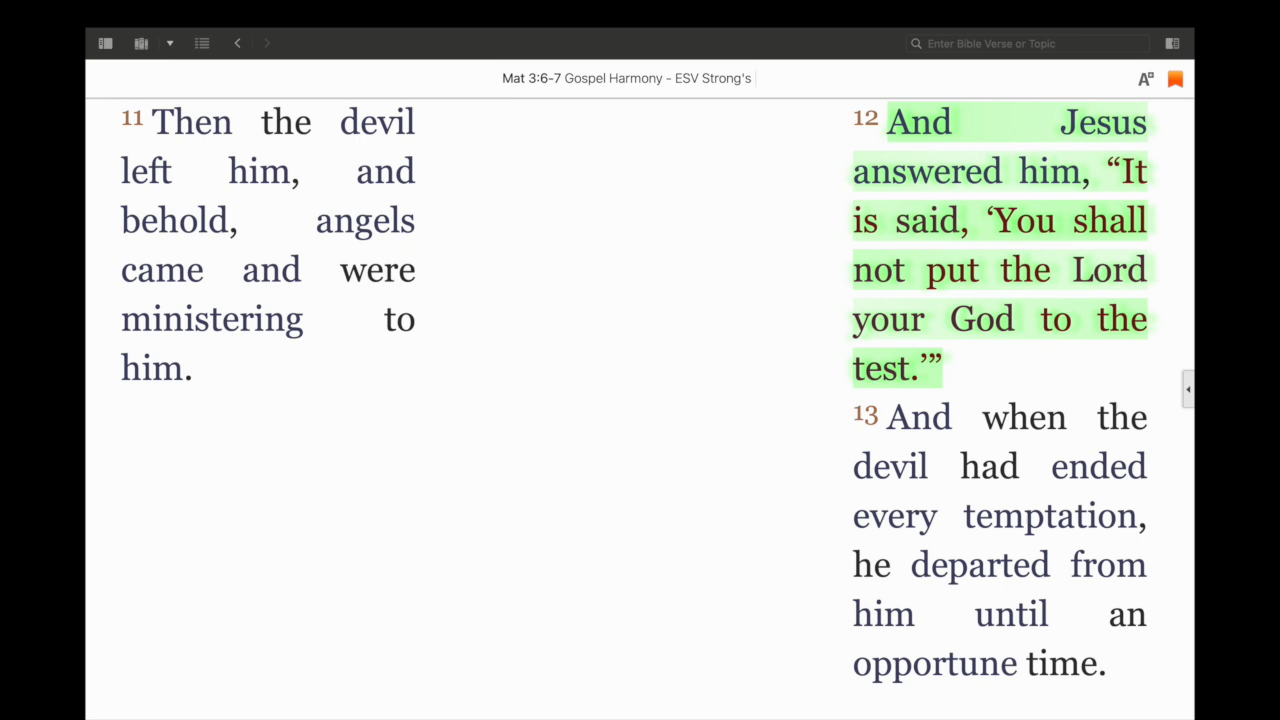 Enter Bible Verse or Topic
Mat 3:6-7 Gospel Harmony - ESV Strong's
11 Then the devil
left him, and
behold, angels
came and were
ministering to
him.
12 And Jesus
answered him, “It
is said, ‘You shall
not put the Lord
your God to the
test.’”
13 And when the
devil had ended
every temptation,
he departed from
him until an
opportune time.